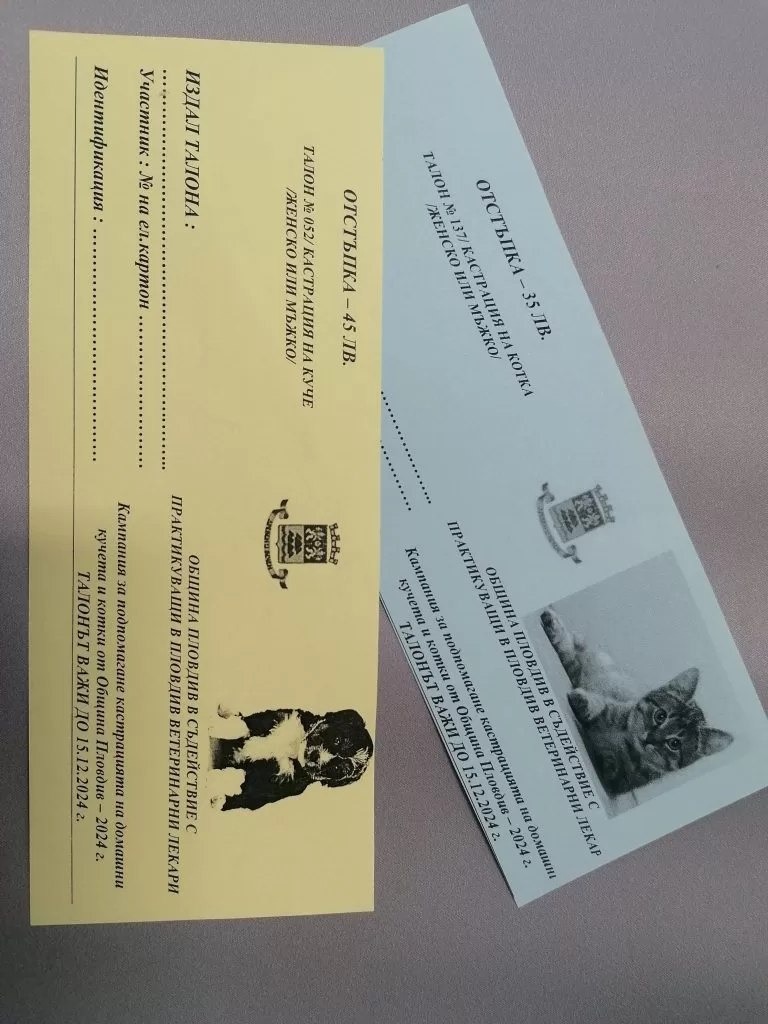 ОТСТЪПКА – 45 ЛВ.
ТАЛОН № 052/ КАСТРАЦИЯ НА КУЧЕ
/ЖЕНСКО ИЛИ МЪЖКО/
ИЗДАЛ ТАЛОНА :
Участник : № на ел.картон
Идентификация :
ОБЩИНА ПЛОВДИВ В СЪДЕЙСТВИЕ С
ПРАКТИКУВАЩИ В ПЛОВДИВ ВЕТЕРИНАРНИ ЛЕКАРИ
Кампания за подпомагане кастрацията на домашни
кучета и котки от Община Пловдив – 2024 г.
ТАЛОНЪТ ВАЖИ ДО 15.12.2024 г.
ОТСТЪПКА – 35 ЛВ.
ТАЛОН № 137/ КАСТРАЦИЯ НА КОТКА
/ЖЕНСКО ИЛИ МЪЖКО/
ОБЩИНА ПЛОВДИВ В СЪДЕЙСТВИЕ С
ПРАКТИКУВАЩИ В ПЛОВДИВ ВЕТЕРИНАРНИ ЛЕКАР
Кампания за подпомагане кастрацията на домашни
кучета и котки от Община Пловдив – 2024 г.
ТАЛОНЪТ ВАЖИ ДО 15.12.2024 г.